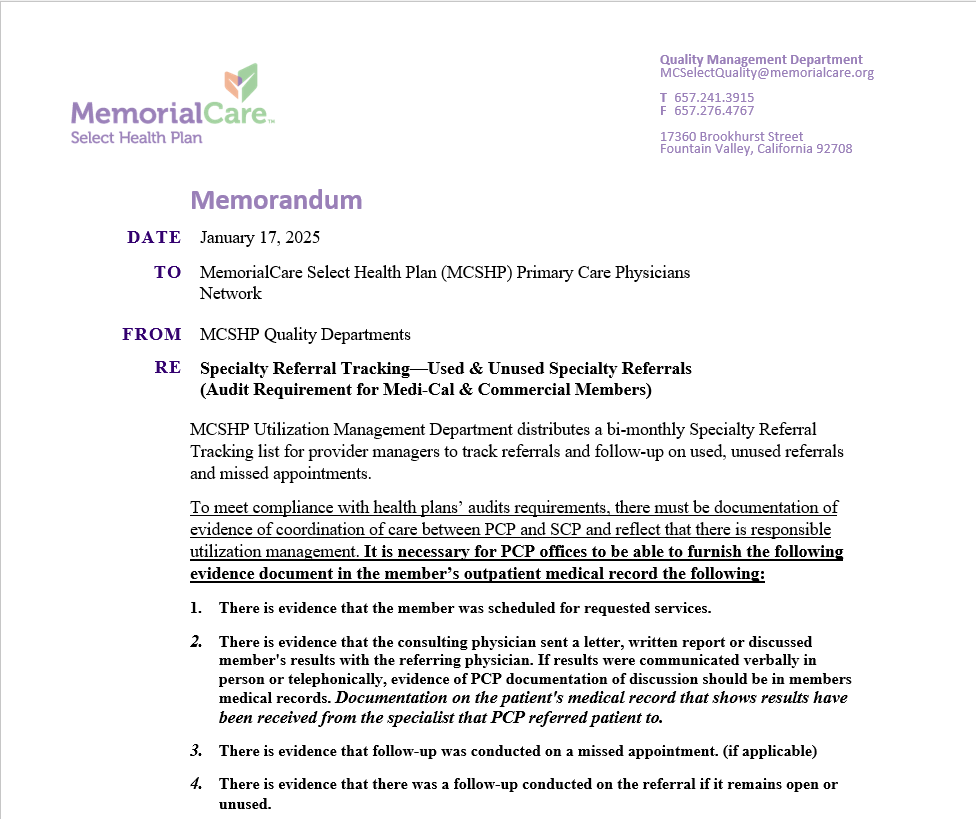 MemorialCare™
Select Health Plan
Quality Management Department
MCSelectQuality@memorialcare.org
T 657.241.3915
F 657.276.4767
17360 Brookhurst Street
Fountain Valley, California 92708
Memorandum
DATE January 17, 2025
TO MemorialCare Select Health Plan (MCSHP) Primary Care Physicians
Network
FROM MCSHP Quality Departments
RE Specialty Referral Tracking—Used & Unused Specialty Referrals
(Audit Requirement for Medi-Cal & Commercial Members)
MCSHP Utilization Management Department distributes a bi-monthly Specialty Referral
Tracking list for provider managers to track referrals and follow-up on used, unused referrals
and missed appointments.
To meet compliance with health plans’ audits requirements, there must be documentation of
evidence of coordination of care between PCP and SCP and reflect that there is responsible
utilization management. It is necessary for PCP offices to be able to furnish the following
evidence document in the member’s outpatient medical record the following:
1. There is evidence that the member was scheduled for requested services.
2. There is evidence that the consulting physician sent a letter, written report or discussed
member's results with the referring physician. If results were communicated verbally in
person or telephonically, evidence of PCP documentation of discussion should be in members
medical records. Documentation on the patient's medical record that shows results have
been received from the specialist that PCP referred patient to.
3. There is evidence that follow-up was conducted on a missed appointment. (if applicable)
4. There is evidence that there was a follow-up conducted on the referral if it remains open or
unused.